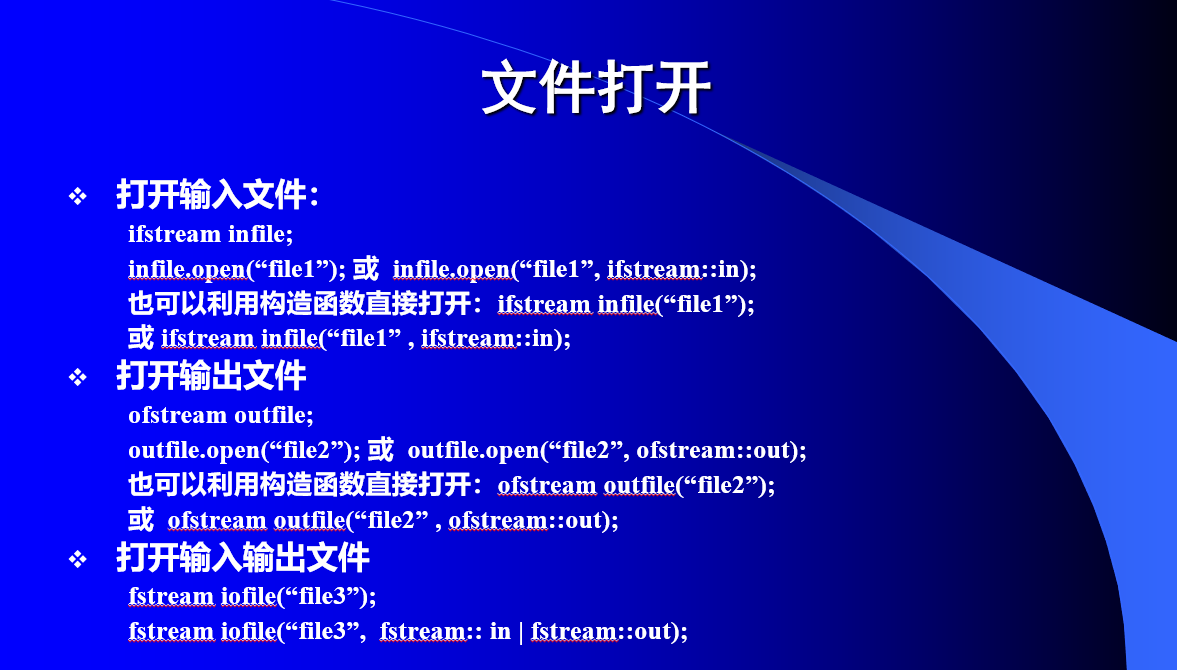 文件打开
打开输入文件：
ifstream infile;
infile.open(“file1”); 或 infile.open(“file1”, ifstream::in);
也可以利用构造函数直接打开：ifstream infile(“file1”);
或 ifstream infile(“file1” , ifstream::in);
打开输出文件
ofstream outfile;
outfile.open(“file2”); 或 outfile.open(“file2”, ofstream::out);
也可以利用构造函数直接打开：ofstream outfile(“file2”);
或 ofstream outfile(“file2” , ofstream::out);
打开输入输出文件
fstream iofile(“file3”);
fstream iofile(“file3”, fstream:: in | fstream::out);